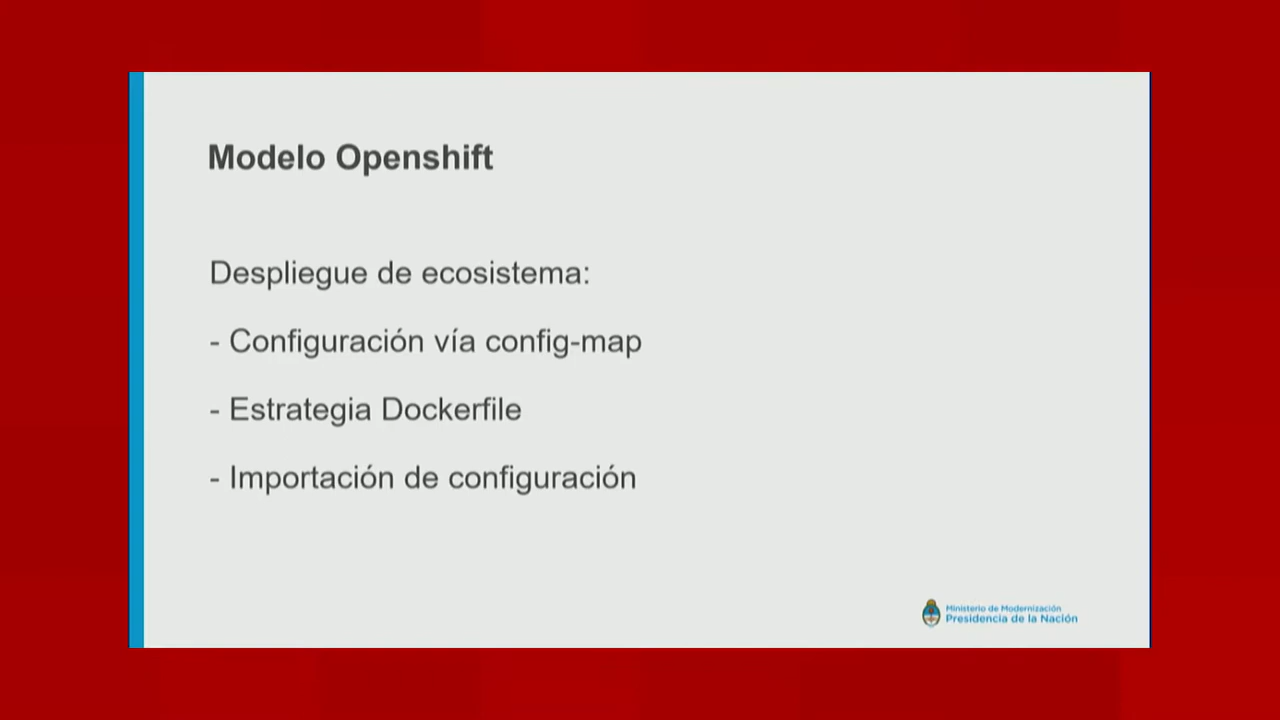 Modelo Openshift
Despliegue de ecosistema:
- Configuración vía config-map
- Estrategia Dockerfile
- Importación de configuración
Ministerio de Modernización
Presidencia de la Nación